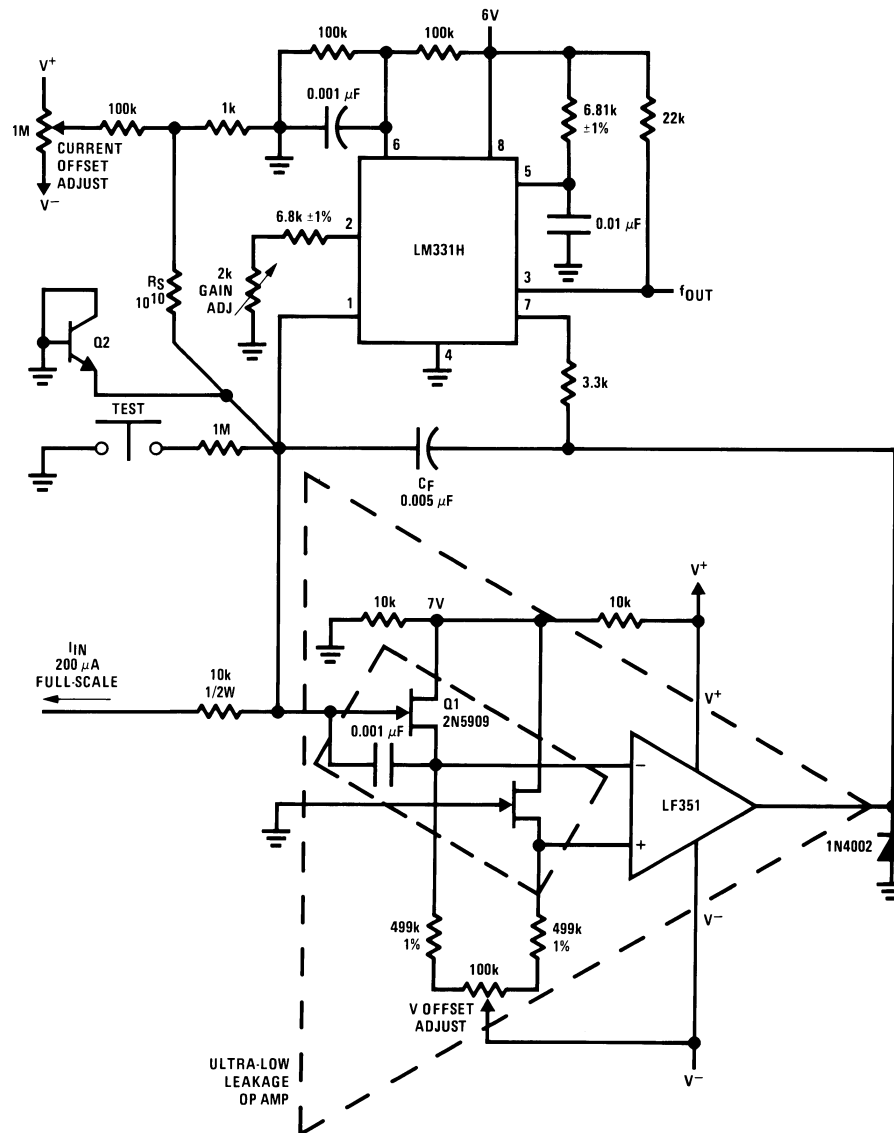 6V
100k
100k
V+
0.001 μF
6.81k
±1%
22k
100k
1k
1M
CURRENT
OFFSET
ADJUST
V−
6
8
5
0.01 μF
6.8k ±1%
2
LM331H
RS
10^10
2k
GAIN
ADJ
1
3
fOUT
7
4
Q2
3.3k
TEST
1M
CF
0.005 μF
V+
10k
7V
10k
IIN
200 μA
FULL-SCALE
10k
1/2W
V+
Q1
2N5909
0.001 μF
−
LF351
+
1N4002
V−
499k
1%
499k
1%
100k
V OFFSET
ADJUST
V−
ULTRA-LOW
LEAKAGE
OP AMP